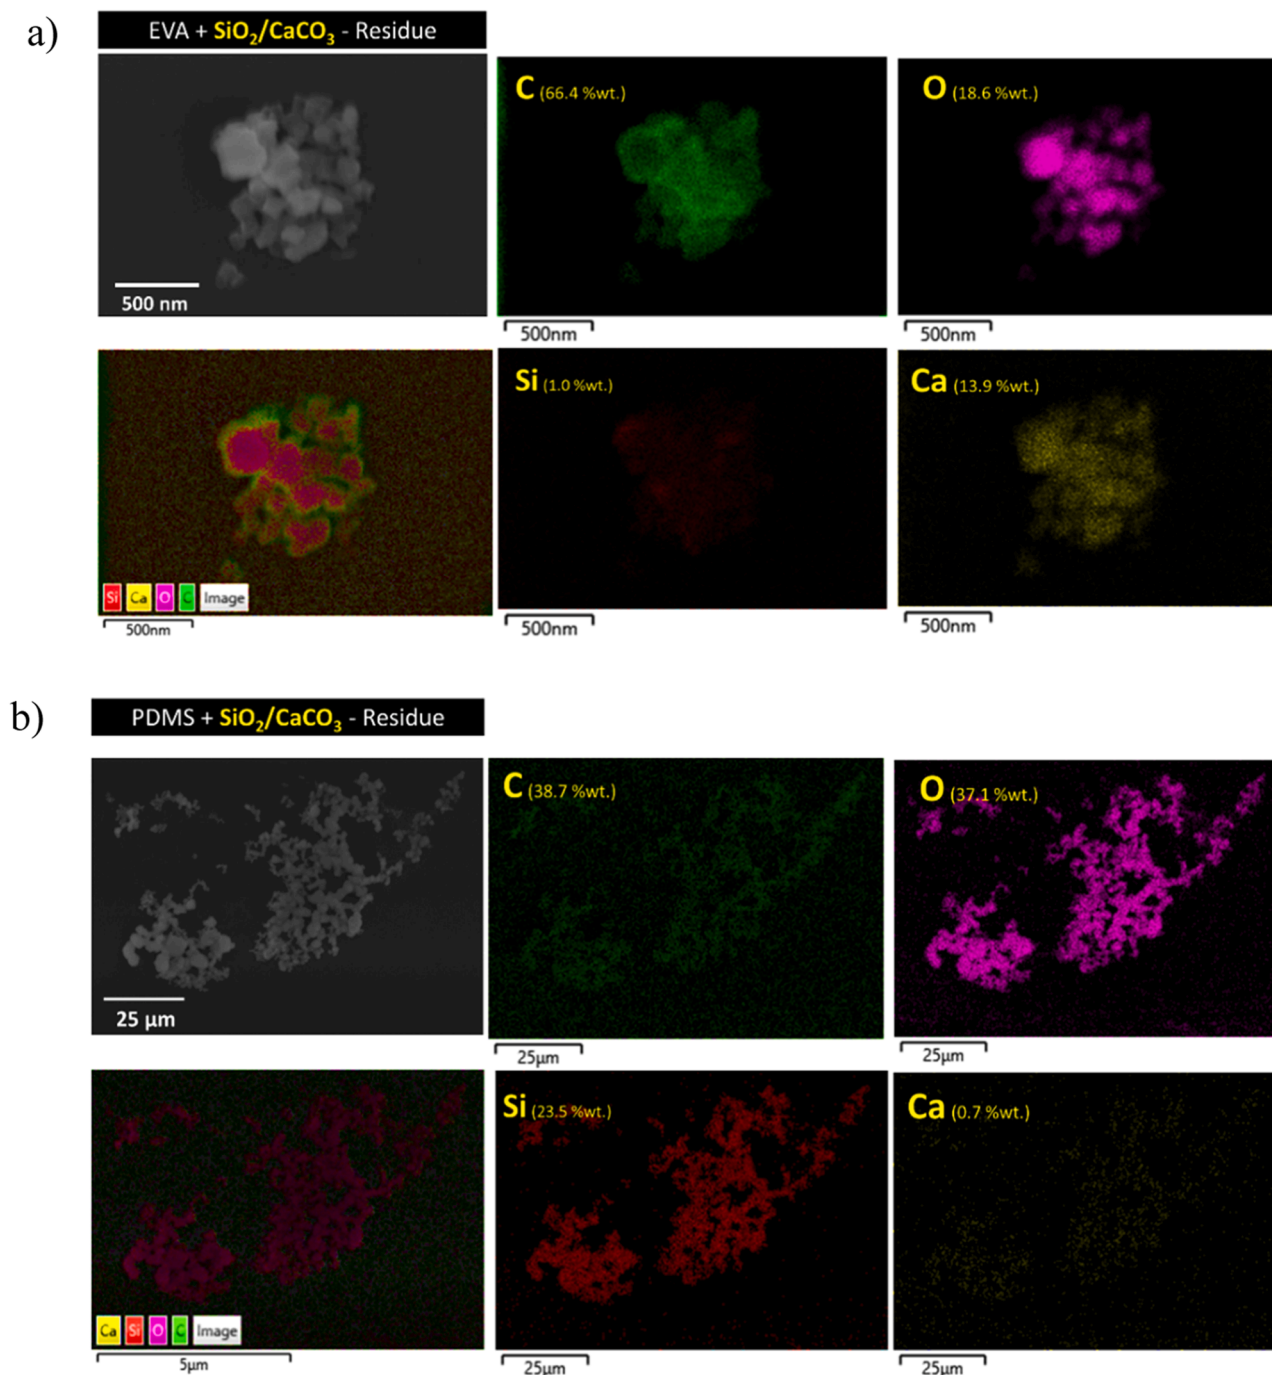 a)
EVA + SiO₂/CaCO₃ - Residue
500 nm
C (66.4 %wt.)
500nm
O (18.6 %wt.)
500nm
Si Ca O C Image
500nm
Si (1.0 %wt.)
500nm
Ca (13.9 %wt.)
500nm
b)
PDMS + SiO₂/CaCO₃ - Residue
25 µm
C (38.7 %wt.)
25µm
O (37.1 %wt.)
25µm
Ca Si O C Image
5µm
Si (23.5 %wt.)
25µm
Ca (0.7 %wt.)
25µm